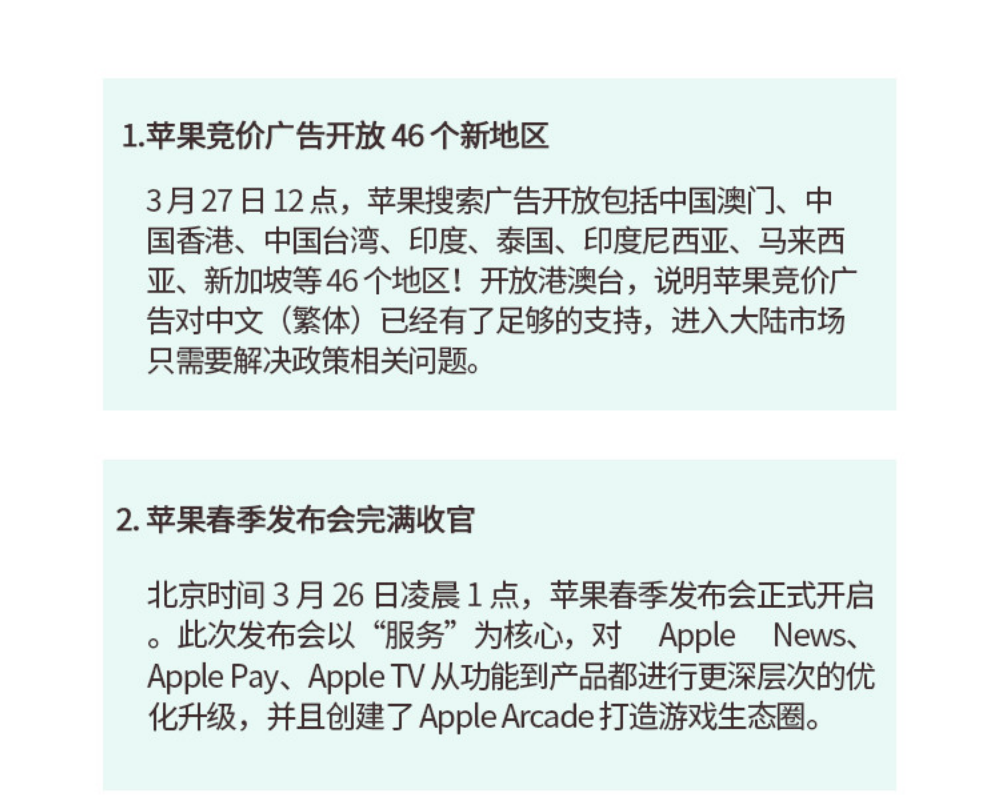 1.苹果竞价广告开放 46 个新地区
3 月 27 日 12 点，苹果搜索广告开放包括中国澳门、中
国香港、中国台湾、印度、泰国、印度尼西亚、马来西
亚、新加坡等 46 个地区！开放港澳台，说明苹果竞价广
告对中文（繁体）已经有了足够的支持，进入大陆市场
只需要解决政策相关问题。
2. 苹果春季发布会完满收官
北京时间 3 月 26 日凌晨 1 点，苹果春季发布会正式开启
。此次发布会以“服务”为核心，对 Apple News、
Apple Pay、Apple TV 从功能到产品都进行更深层次的优
化升级，并且创建了 Apple Arcade 打造游戏生态圈。